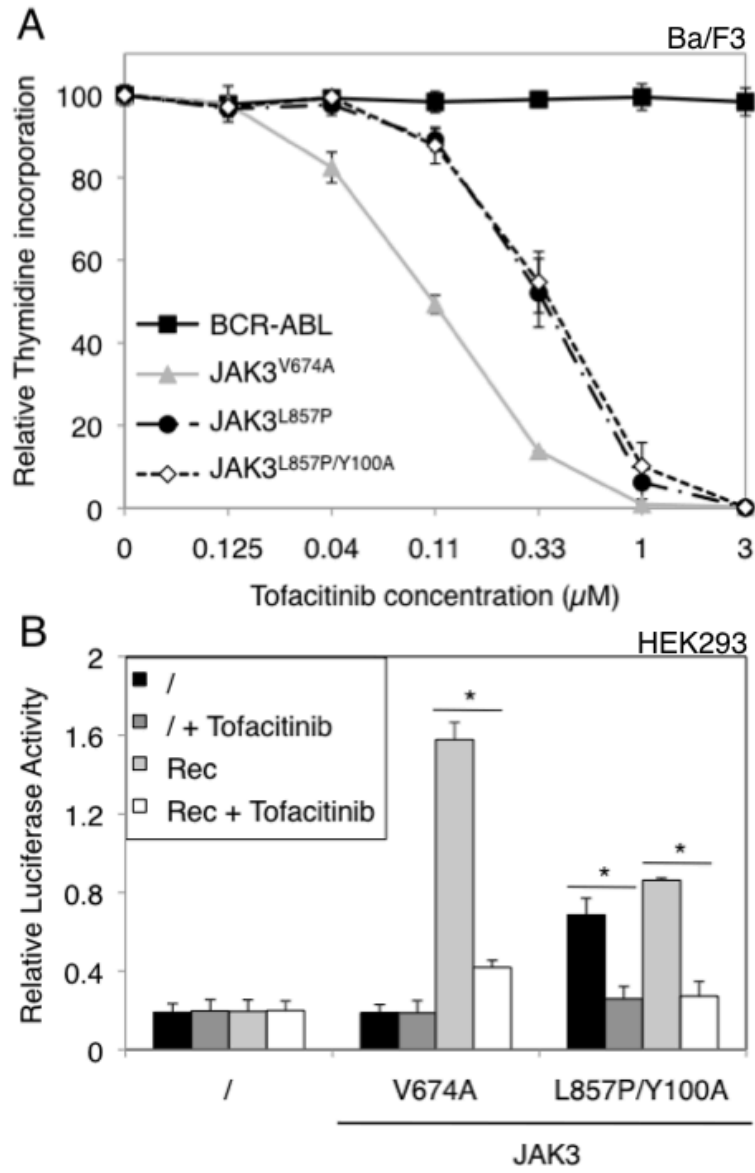 A
Ba/F3
Relative Thymidine incorporation
100
80
60
40
20
0
BCR-ABL
JAK3V674A
JAK3L857P
JAK3L857P/Y100A
0 0.125 0.04 0.11 0.33 1 3
Tofacitinib concentration (µM)
B
HEK293
Relative Luciferase Activity
2
1.6
1.2
0.8
0.4
0
/
/ + Tofacitinib
Rec
Rec + Tofacitinib
*
*
*
/ V674A L857P/Y100A
JAK3